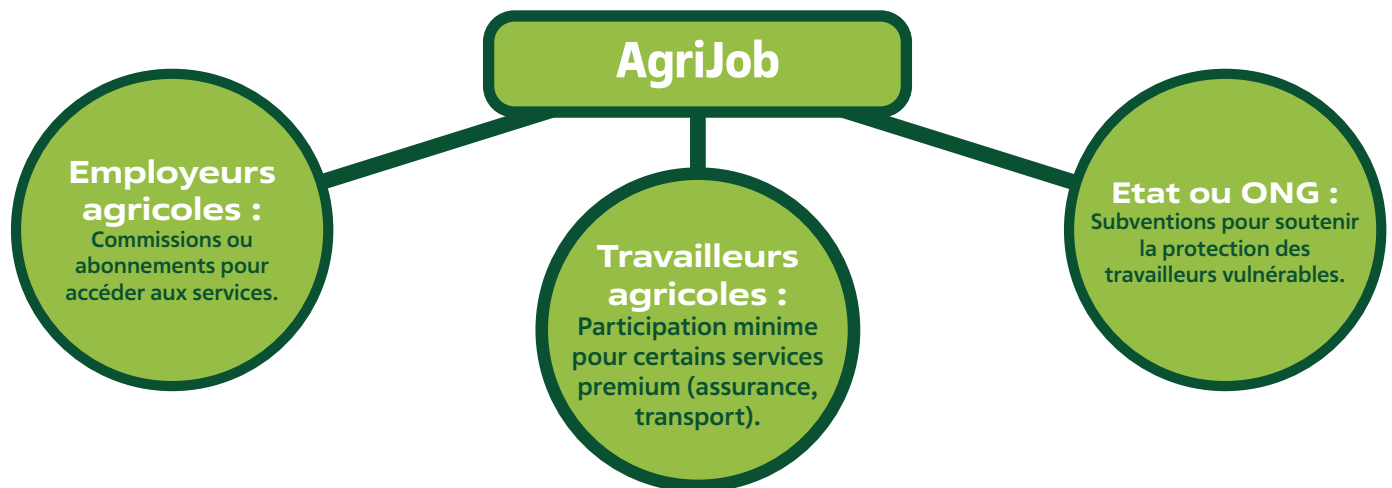 AgriJob
Employeurs
agricoles :
Commissions ou
abonnements pour
accéder aux services.
Travailleurs
agricoles :
Participation minime
pour certains services
premium (assurance,
transport).
Etat ou ONG :
Subventions pour soutenir
la protection des
travailleurs vulnérables.